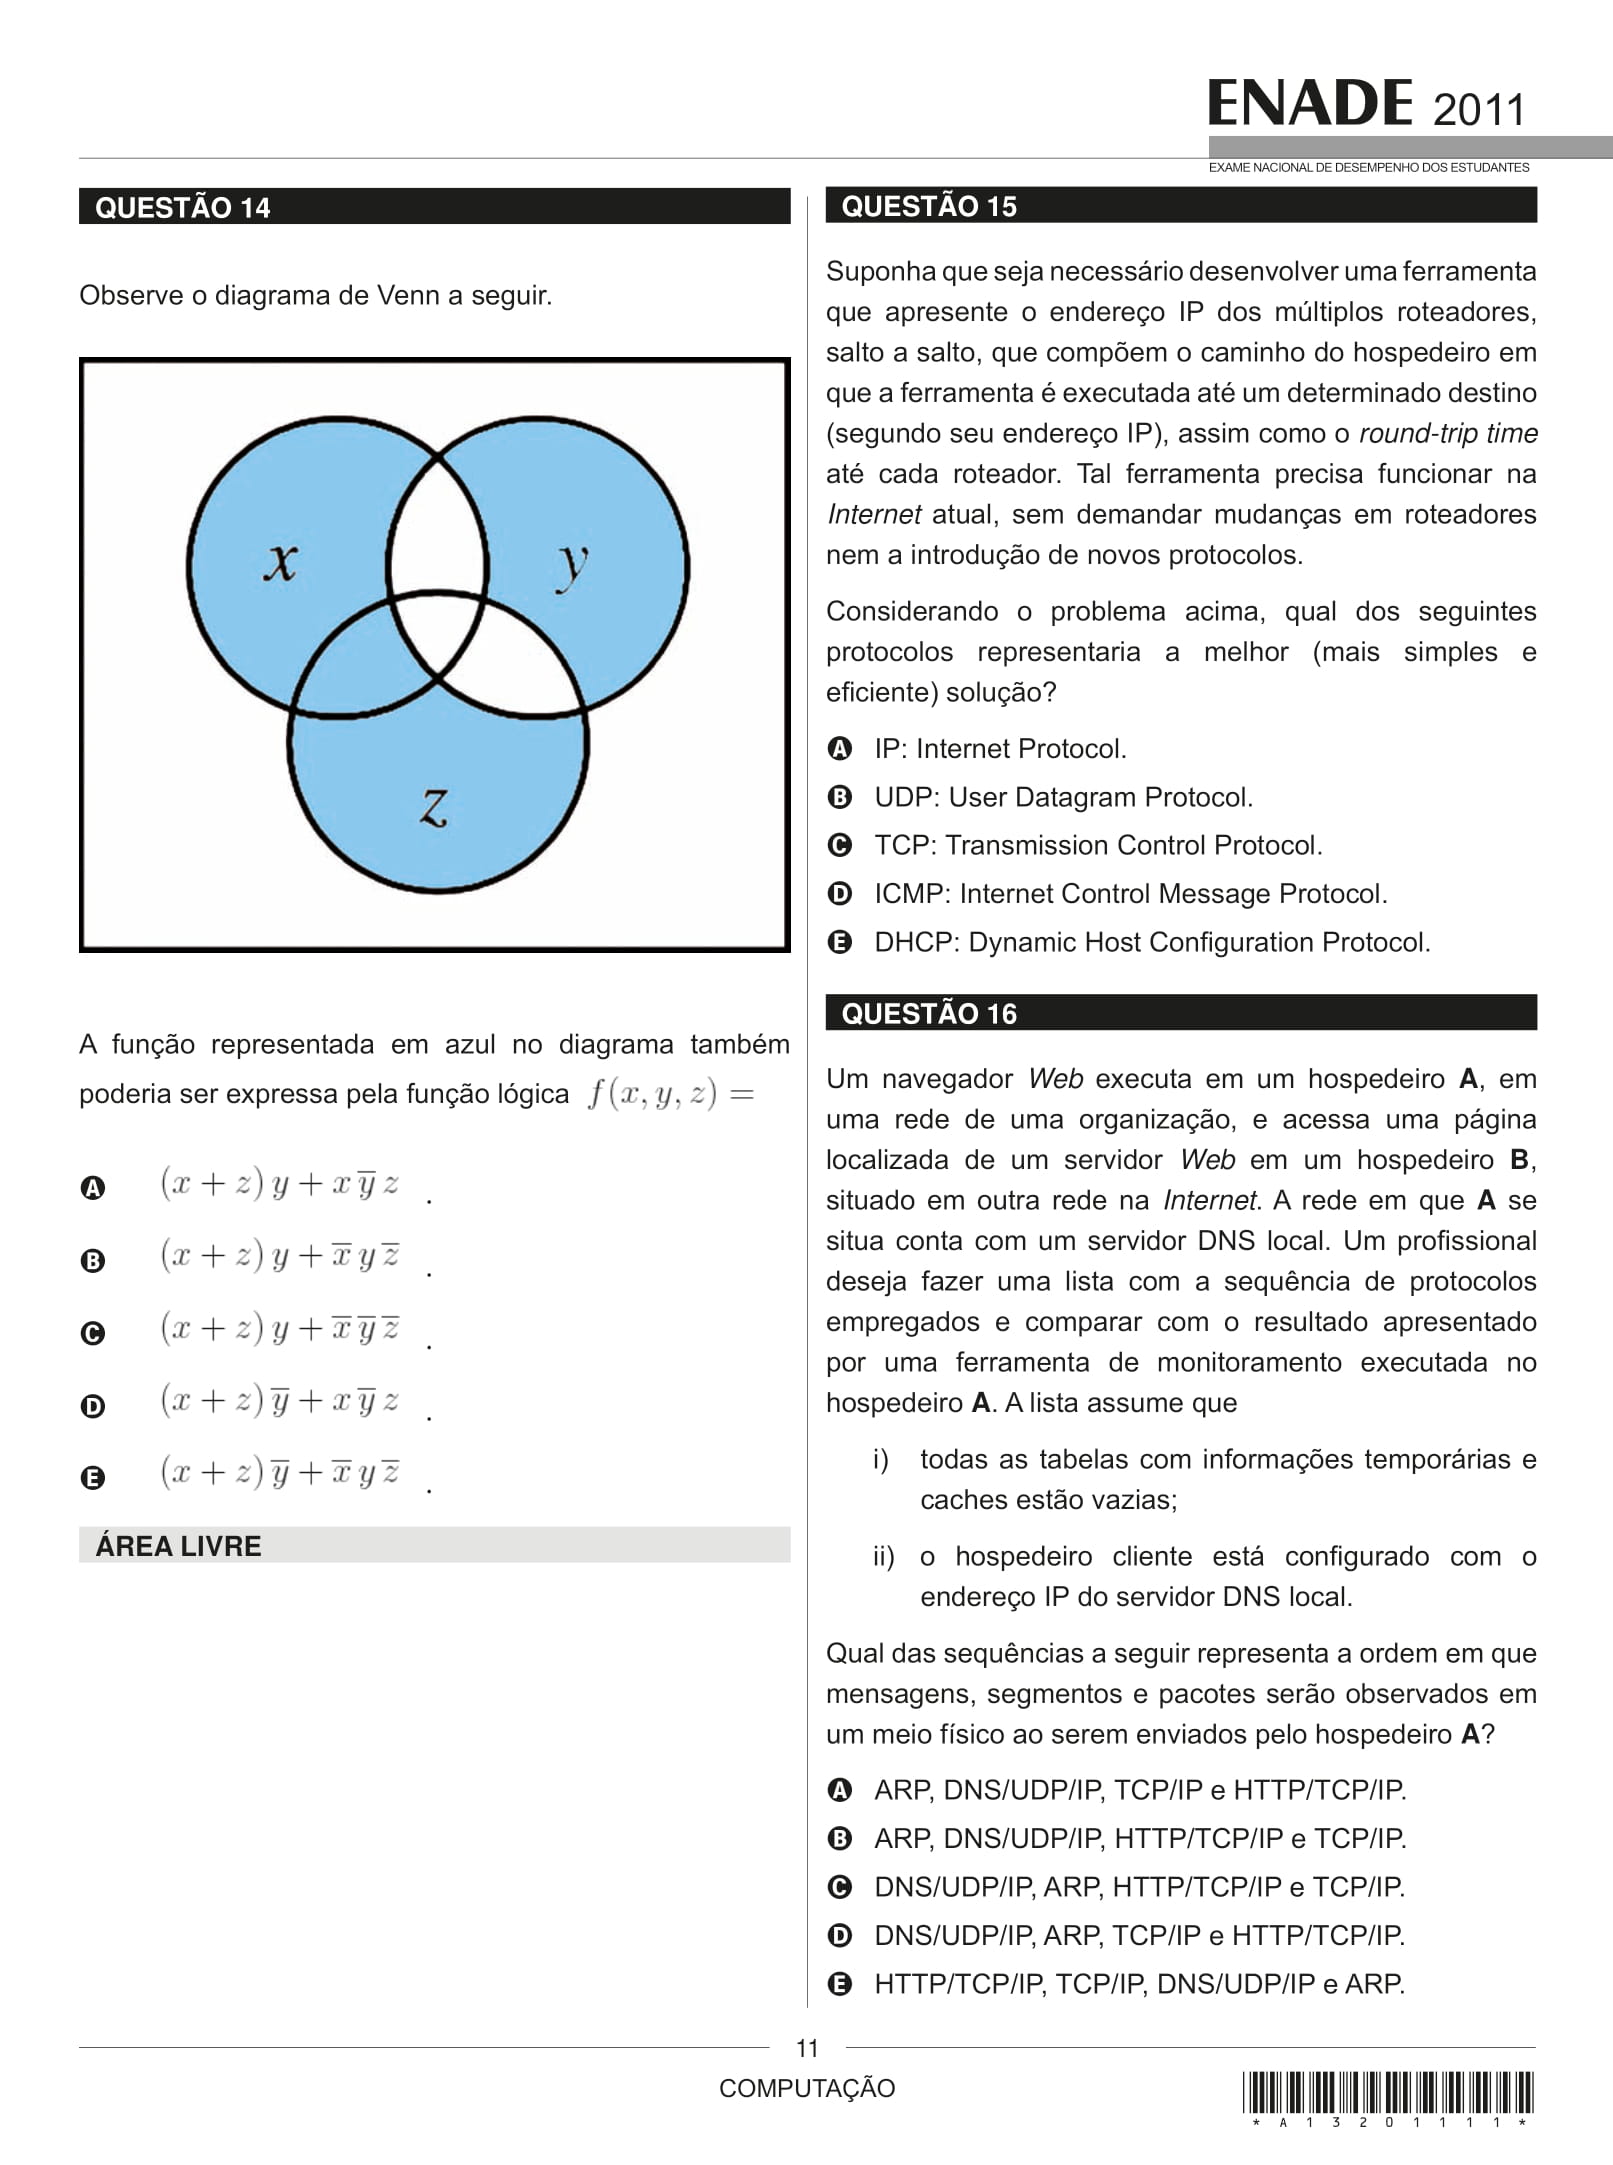 ENADE 2011
EXAME NACIONAL DE DESEMPENHO DOS ESTUDANTES
QUESTÃO 14
Observe o diagrama de Venn a seguir.
x
y
z
A função representada em azul no diagrama também
poderia ser expressa pela função lógica f(x, y, z) =
A (x + z) y + x y̅ z .
B (x + z) y + x̅ y z̅ .
C (x + z) y + x̅ y̅ z̅ .
D (x + z) y̅ + x y̅ z .
E (x + z) y̅ + x̅ y z̅ .
ÁREA LIVRE
QUESTÃO 15
Suponha que seja necessário desenvolver uma ferramenta
que apresente o endereço IP dos múltiplos roteadores,
salto a salto, que compõem o caminho do hospedeiro em
que a ferramenta é executada até um determinado destino
(segundo seu endereço IP), assim como o round-trip time
até cada roteador. Tal ferramenta precisa funcionar na
Internet atual, sem demandar mudanças em roteadores
nem a introdução de novos protocolos.
Considerando o problema acima, qual dos seguintes
protocolos representaria a melhor (mais simples e
eficiente) solução?
A IP: Internet Protocol.
B UDP: User Datagram Protocol.
C TCP: Transmission Control Protocol.
D ICMP: Internet Control Message Protocol.
E DHCP: Dynamic Host Configuration Protocol.
QUESTÃO 16
Um navegador Web executa em um hospedeiro A, em
uma rede de uma organização, e acessa uma página
localizada de um servidor Web em um hospedeiro B,
situado em outra rede na Internet. A rede em que A se
situa conta com um servidor DNS local. Um profissional
deseja fazer uma lista com a sequência de protocolos
empregados e comparar com o resultado apresentado
por uma ferramenta de monitoramento executada no
hospedeiro A. A lista assume que
i) todas as tabelas com informações temporárias e
caches estão vazias;
ii) o hospedeiro cliente está configurado com o
endereço IP do servidor DNS local.
Qual das sequências a seguir representa a ordem em que
mensagens, segmentos e pacotes serão observados em
um meio físico ao serem enviados pelo hospedeiro A?
A ARP, DNS/UDP/IP, TCP/IP e HTTP/TCP/IP.
B ARP, DNS/UDP/IP, HTTP/TCP/IP e TCP/IP.
C DNS/UDP/IP, ARP, HTTP/TCP/IP e TCP/IP.
D DNS/UDP/IP, ARP, TCP/IP e HTTP/TCP/IP.
E HTTP/TCP/IP, TCP/IP, DNS/UDP/IP e ARP.
11
COMPUTAÇÃO
* A 1 3 2 0 1 1 1 1 *